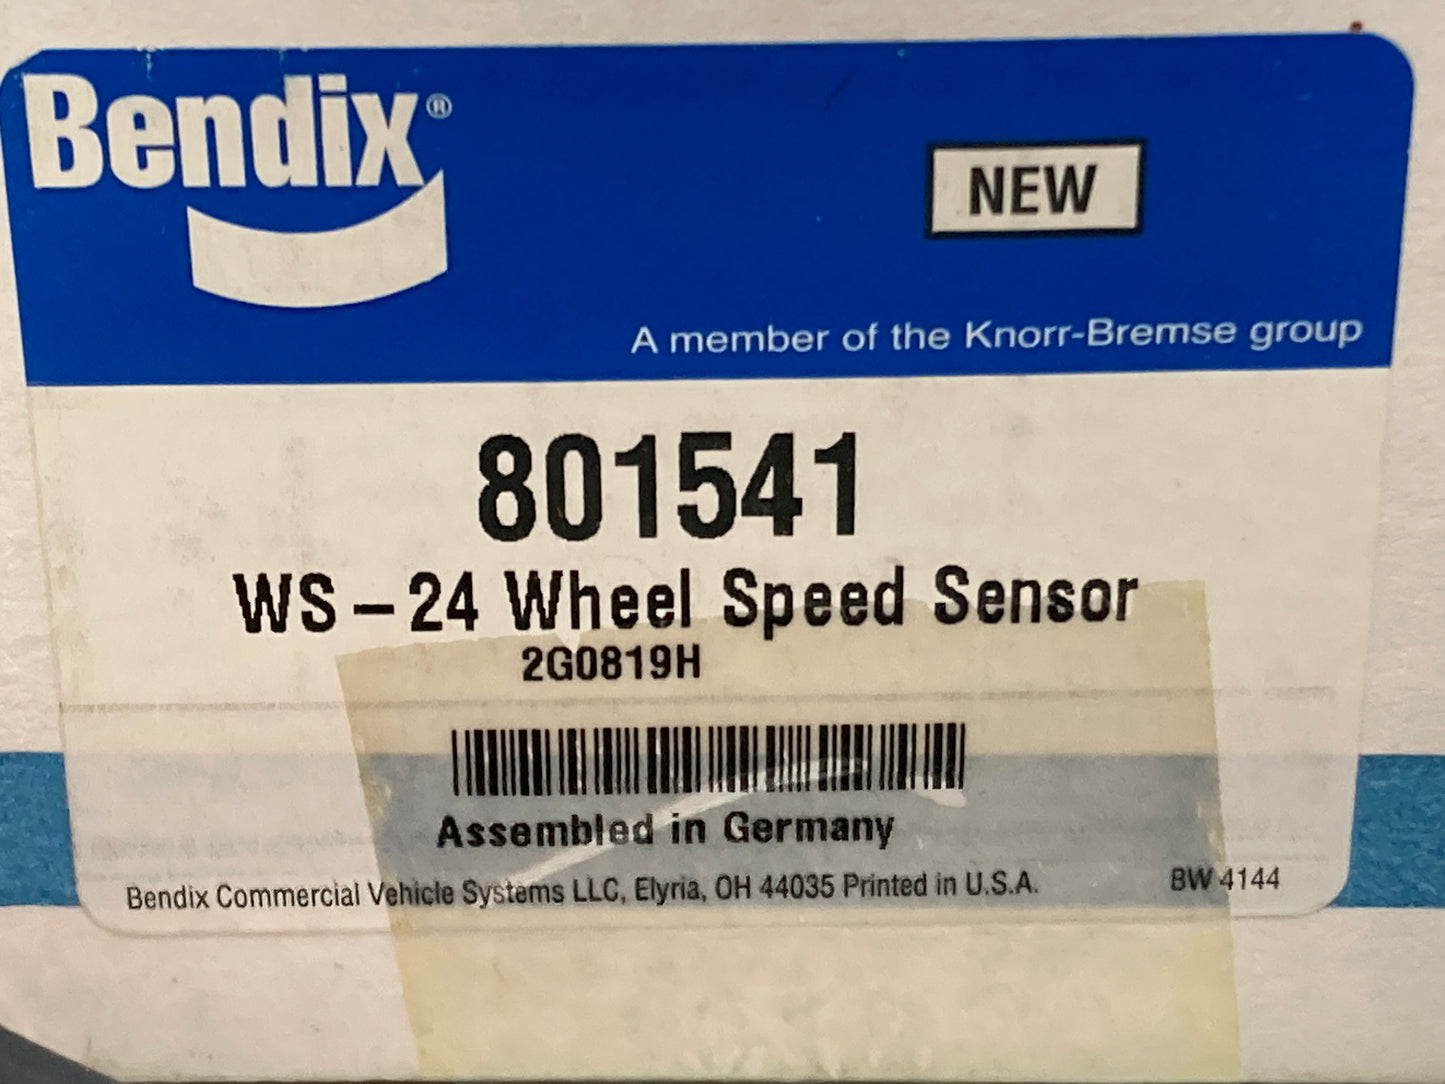 Bendix®
NEW
A member of the Knorr-Bremse group
801541
WS-24 Wheel Speed Sensor
2G0819H
Assembled in Germany
Bendix Commercial Vehicle Systems LLC, Elyria, OH 44035 Printed in U.S.A. BW 4144